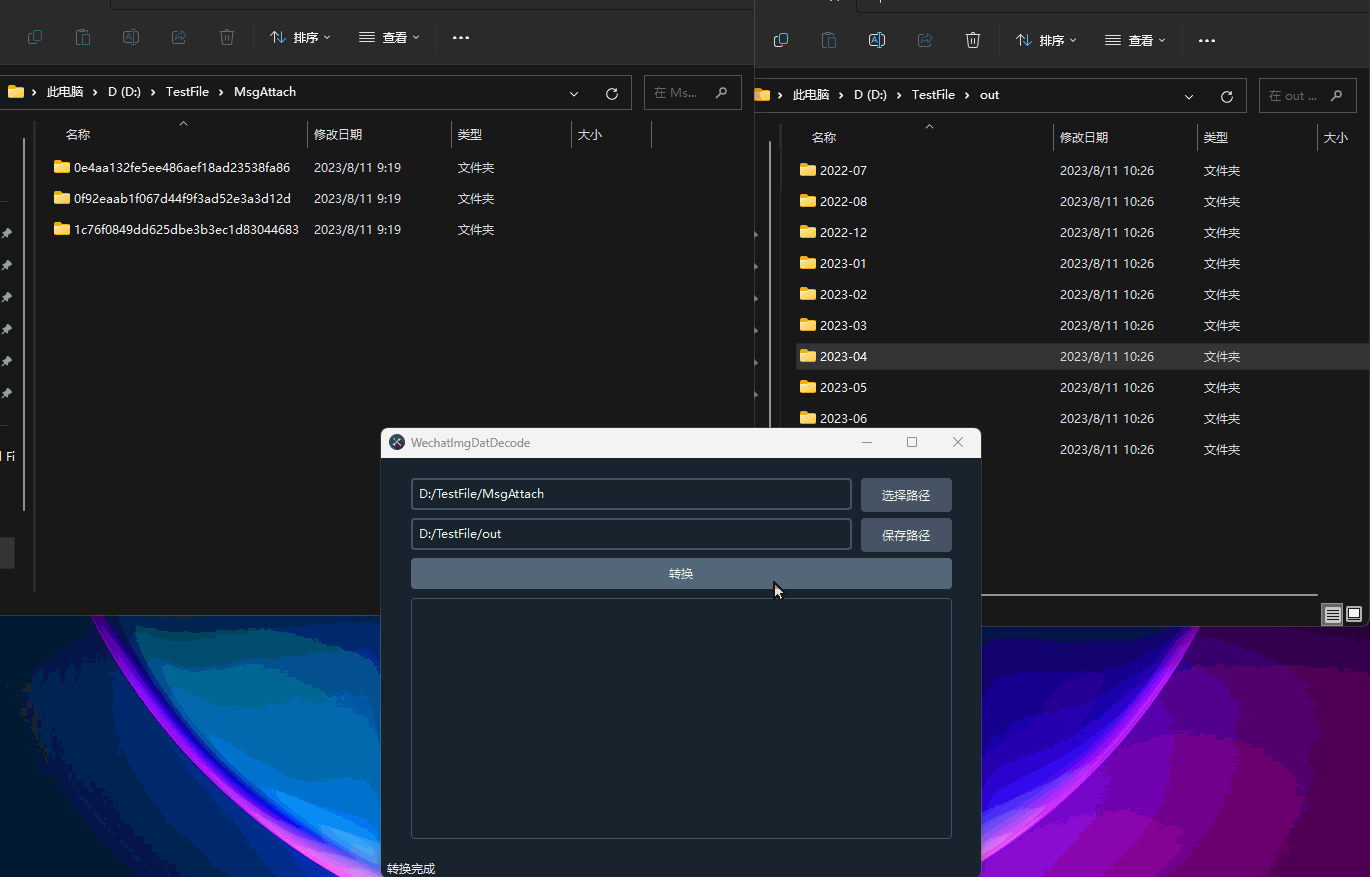 排序 查看
此电脑 D (D:) TestFile MsgAttach
在 Ms...
名称 修改日期 类型 大小
0e4aa132fe5ee486aef18ad23538fa86 2023/8/11 9:19 文件夹
0f92eaab1f067d44f9f3ad52e3a3d12d 2023/8/11 9:19 文件夹
1c76f0849dd625dbe3b3ec1d83044683 2023/8/11 9:19 文件夹
l Fi
排序 查看
此电脑 D (D:) TestFile out
在 out ...
名称 修改日期 类型 大小
2022-07 2023/8/11 10:26 文件夹
2022-08 2023/8/11 10:26 文件夹
2022-12 2023/8/11 10:26 文件夹
2023-01 2023/8/11 10:26 文件夹
2023-02 2023/8/11 10:26 文件夹
2023-03 2023/8/11 10:26 文件夹
2023-04 2023/8/11 10:26 文件夹
2023-05 2023/8/11 10:26 文件夹
2023-06 2023/8/11 10:26 文件夹
2023/8/11 10:26 文件夹
WechatImgDatDecode
D:/TestFile/MsgAttach 选择路径
D:/TestFile/out 保存路径
转换
转换完成